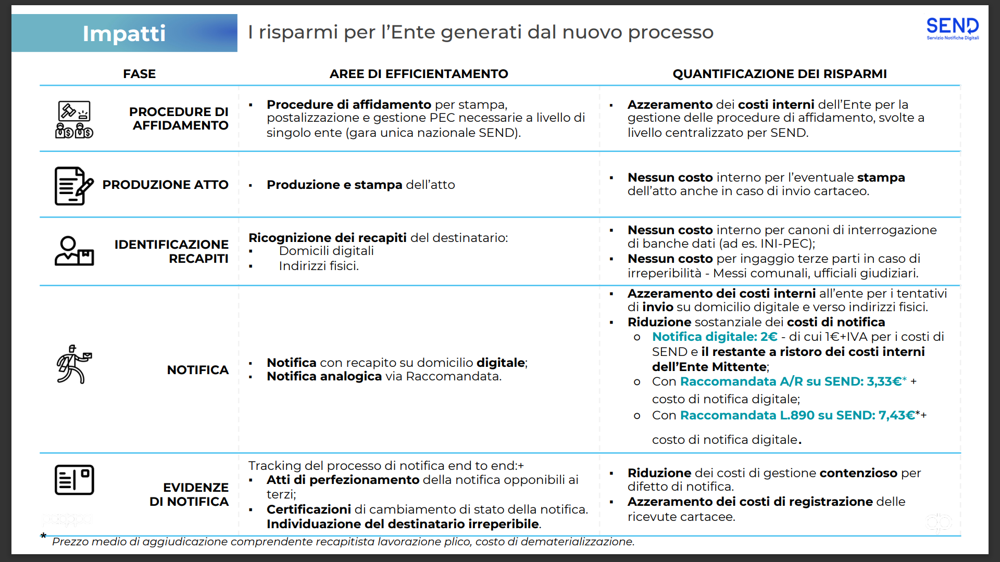 Impatti
I risparmi per l’Ente generati dal nuovo processo
SEND
Servizio Notifiche Digitali
FASE
AREE DI EFFICIENTAMENTO
QUANTIFICAZIONE DEI RISPARMI
PROCEDURE DI
AFFIDAMENTO
▪ Procedure di affidamento per stampa,
postalizzazione e gestione PEC necessarie a livello di
singolo ente (gara unica nazionale SEND).
▪ Azzeramento dei costi interni dell’Ente per la
gestione delle procedure di affidamento, svolte a
livello centralizzato per SEND.
PRODUZIONE ATTO
▪ Produzione e stampa dell’atto
▪ Nessun costo interno per l’eventuale stampa
dell’atto anche in caso di invio cartaceo.
IDENTIFICAZIONE
RECAPITI
Ricognizione dei recapiti del destinatario:
▪ Domicili digitali
▪ Indirizzi fisici.
▪ Nessun costo interno per canoni di interrogazione
di banche dati (ad es. INI-PEC);
▪ Nessun costo per ingaggio terze parti in caso di
irreperibilità - Messi comunali, ufficiali giudiziari.
NOTIFICA
▪ Notifica con recapito su domicilio digitale;
▪ Notifica analogica via Raccomandata.
▪ Azzeramento dei costi interni all’ente per i tentativi
di invio su domicilio digitale e verso indirizzi fisici.
▪ Riduzione sostanziale dei costi di notifica
○ Notifica digitale: 2€ - di cui 1€+IVA per i costi di
SEND e il restante a ristoro dei costi interni
dell’Ente Mittente;
○ Con Raccomandata A/R su SEND: 3,33€* +
costo di notifica digitale;
○ Con Raccomandata L.890 su SEND: 7,43€*+
costo di notifica digitale.
EVIDENZE
DI NOTIFICA
Tracking del processo di notifica end to end:+
▪ Atti di perfezionamento della notifica opponibili ai
terzi;
▪ Certificazioni di cambiamento di stato della notifica.
Individuazione del destinatario irreperibile.
▪ Riduzione dei costi di gestione contenzioso per
difetto di notifica.
▪ Azzeramento dei costi di registrazione delle
ricevute cartacee.
* Prezzo medio di aggiudicazione comprendente recapitista lavorazione plico, costo di dematerializzazione.